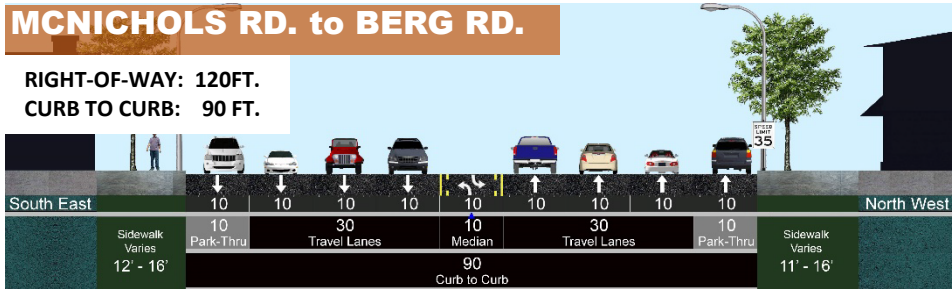 MCNICHOLS RD. to BERG RD.
RIGHT-OF-WAY: 120FT.
CURB TO CURB: 90 FT.
SPEED
LIMIT
35
South East 10 10 10 10 10 10 10 10 10 North West
Sidewalk
Varies
12' - 16'
10
Park-Thru
30
Travel Lanes
10
Median
30
Travel Lanes
10
Park-Thru
Sidewalk
Varies
11' - 16'
90
Curb to Curb